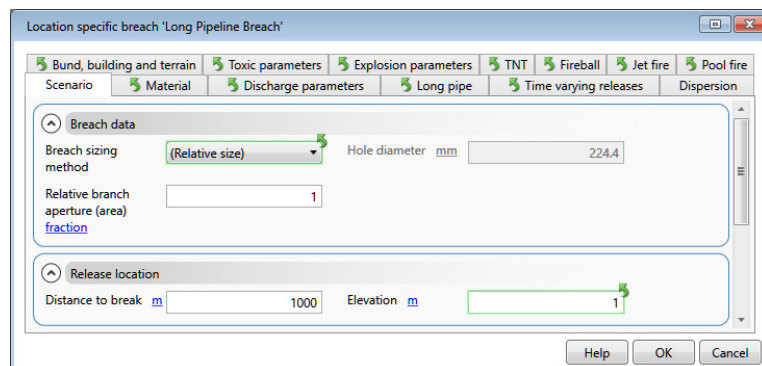 Location specific breach 'Long Pipeline Breach'
Bund, building and terrain Toxic parameters Explosion parameters TNT Fireball Jet fire Pool fire
Scenario Material Discharge parameters Long pipe Time varying releases Dispersion
Breach data
Breach sizing method (Relative size) Hole diameter mm 224.4
Relative branch aperture (area) fraction 1
Release location
Distance to break m 1000 Elevation m 1
Help OK Cancel